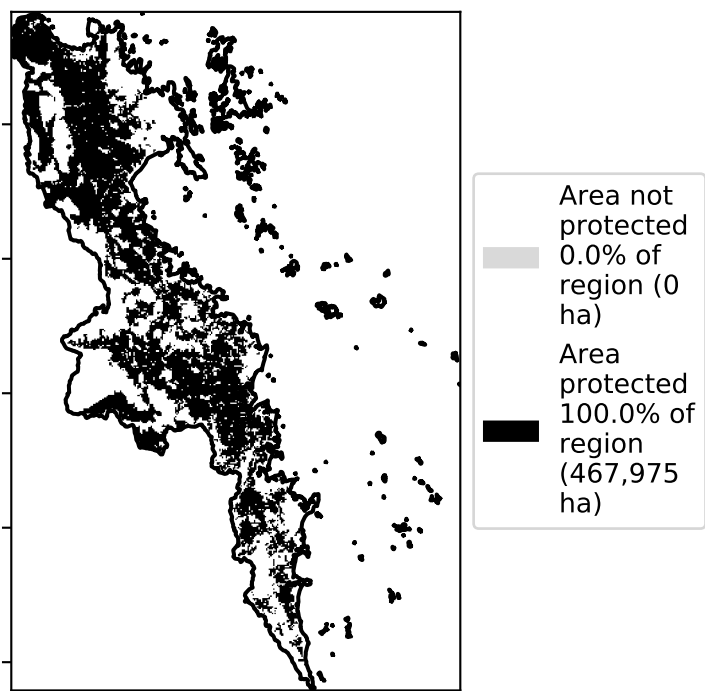 Area not
protected
0.0% of
region (0
ha)
Area
protected
100.0% of
region
(467,975
ha)